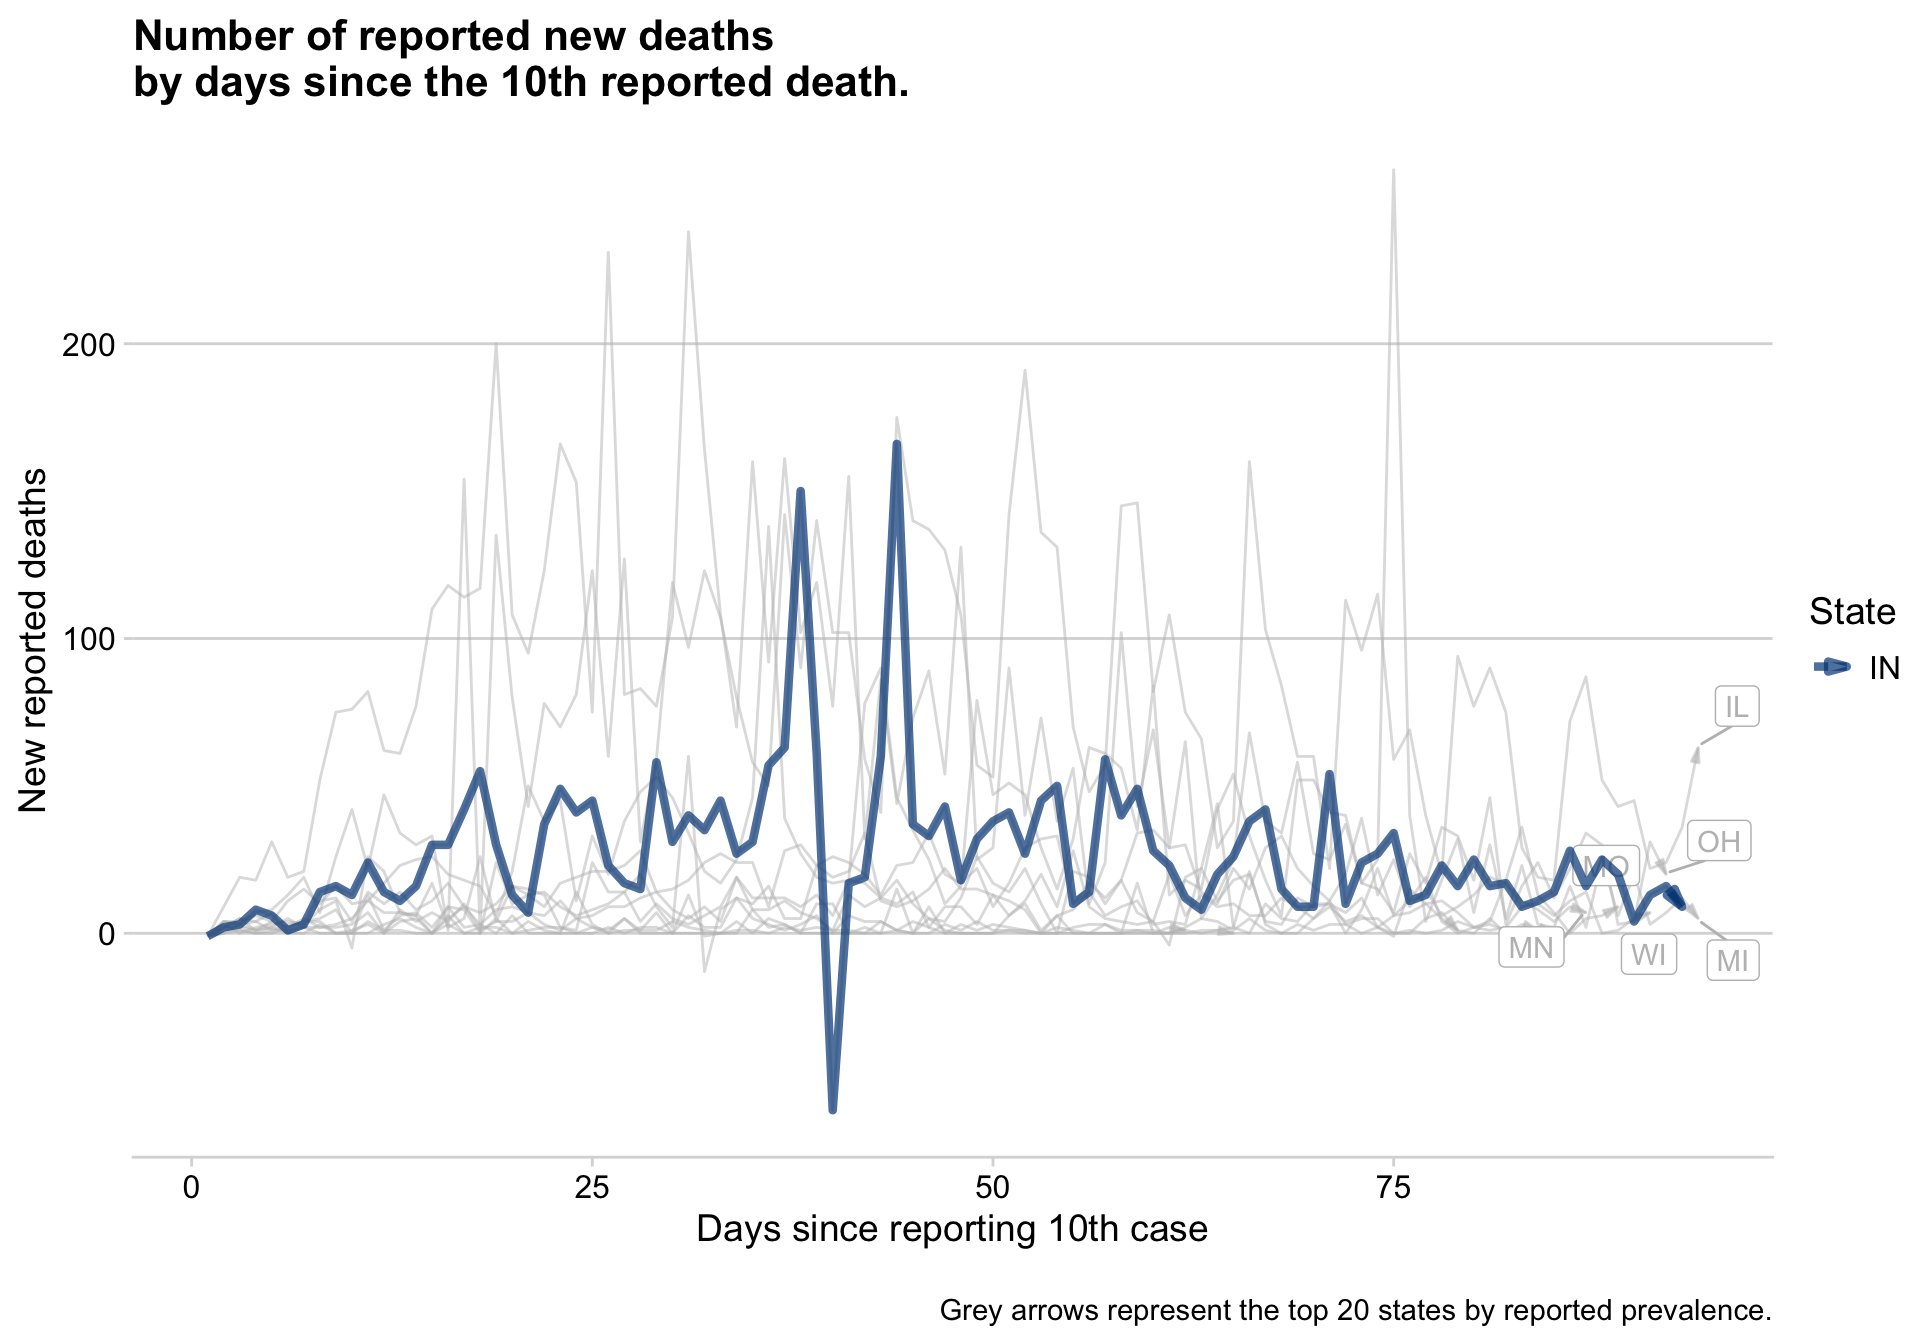 Number of reported new deaths
by days since the 10th reported death.
New reported deaths
200
100
0
0
25
50
75
Days since reporting 10th case
IL
OH
MO
MN
WI
MI
State
IN
Grey arrows represent the top 20 states by reported prevalence.